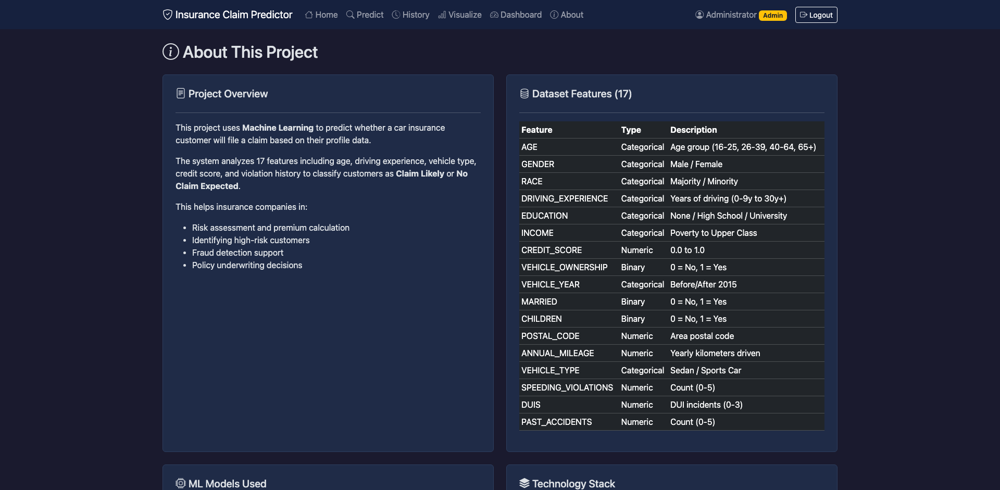 Insurance Claim Predictor Home Predict History Visualize Dashboard About Administrator Admin Logout
About This Project
Project Overview
This project uses Machine Learning to predict whether a car insurance
customer will file a claim based on their profile data.
The system analyzes 17 features including age, driving experience, vehicle type,
credit score, and violation history to classify customers as Claim Likely or No
Claim Expected.
This helps insurance companies in:
• Risk assessment and premium calculation
• Identifying high-risk customers
• Fraud detection support
• Policy underwriting decisions
Dataset Features (17)
Feature Type Description
AGE Categorical Age group (16-25, 26-39, 40-64, 65+)
GENDER Categorical Male / Female
RACE Categorical Majority / Minority
DRIVING_EXPERIENCE Categorical Years of driving (0-9y to 30y+)
EDUCATION Categorical None / High School / University
INCOME Categorical Poverty to Upper Class
CREDIT_SCORE Numeric 0.0 to 1.0
VEHICLE_OWNERSHIP Binary 0 = No, 1 = Yes
VEHICLE_YEAR Categorical Before/After 2015
MARRIED Binary 0 = No, 1 = Yes
CHILDREN Binary 0 = No, 1 = Yes
POSTAL_CODE Numeric Area postal code
ANNUAL_MILEAGE Numeric Yearly kilometers driven
VEHICLE_TYPE Categorical Sedan / Sports Car
SPEEDING_VIOLATIONS Numeric Count (0-5)
DUIS Numeric DUI incidents (0-3)
PAST_ACCIDENTS Numeric Count (0-5)
ML Models Used
Technology Stack